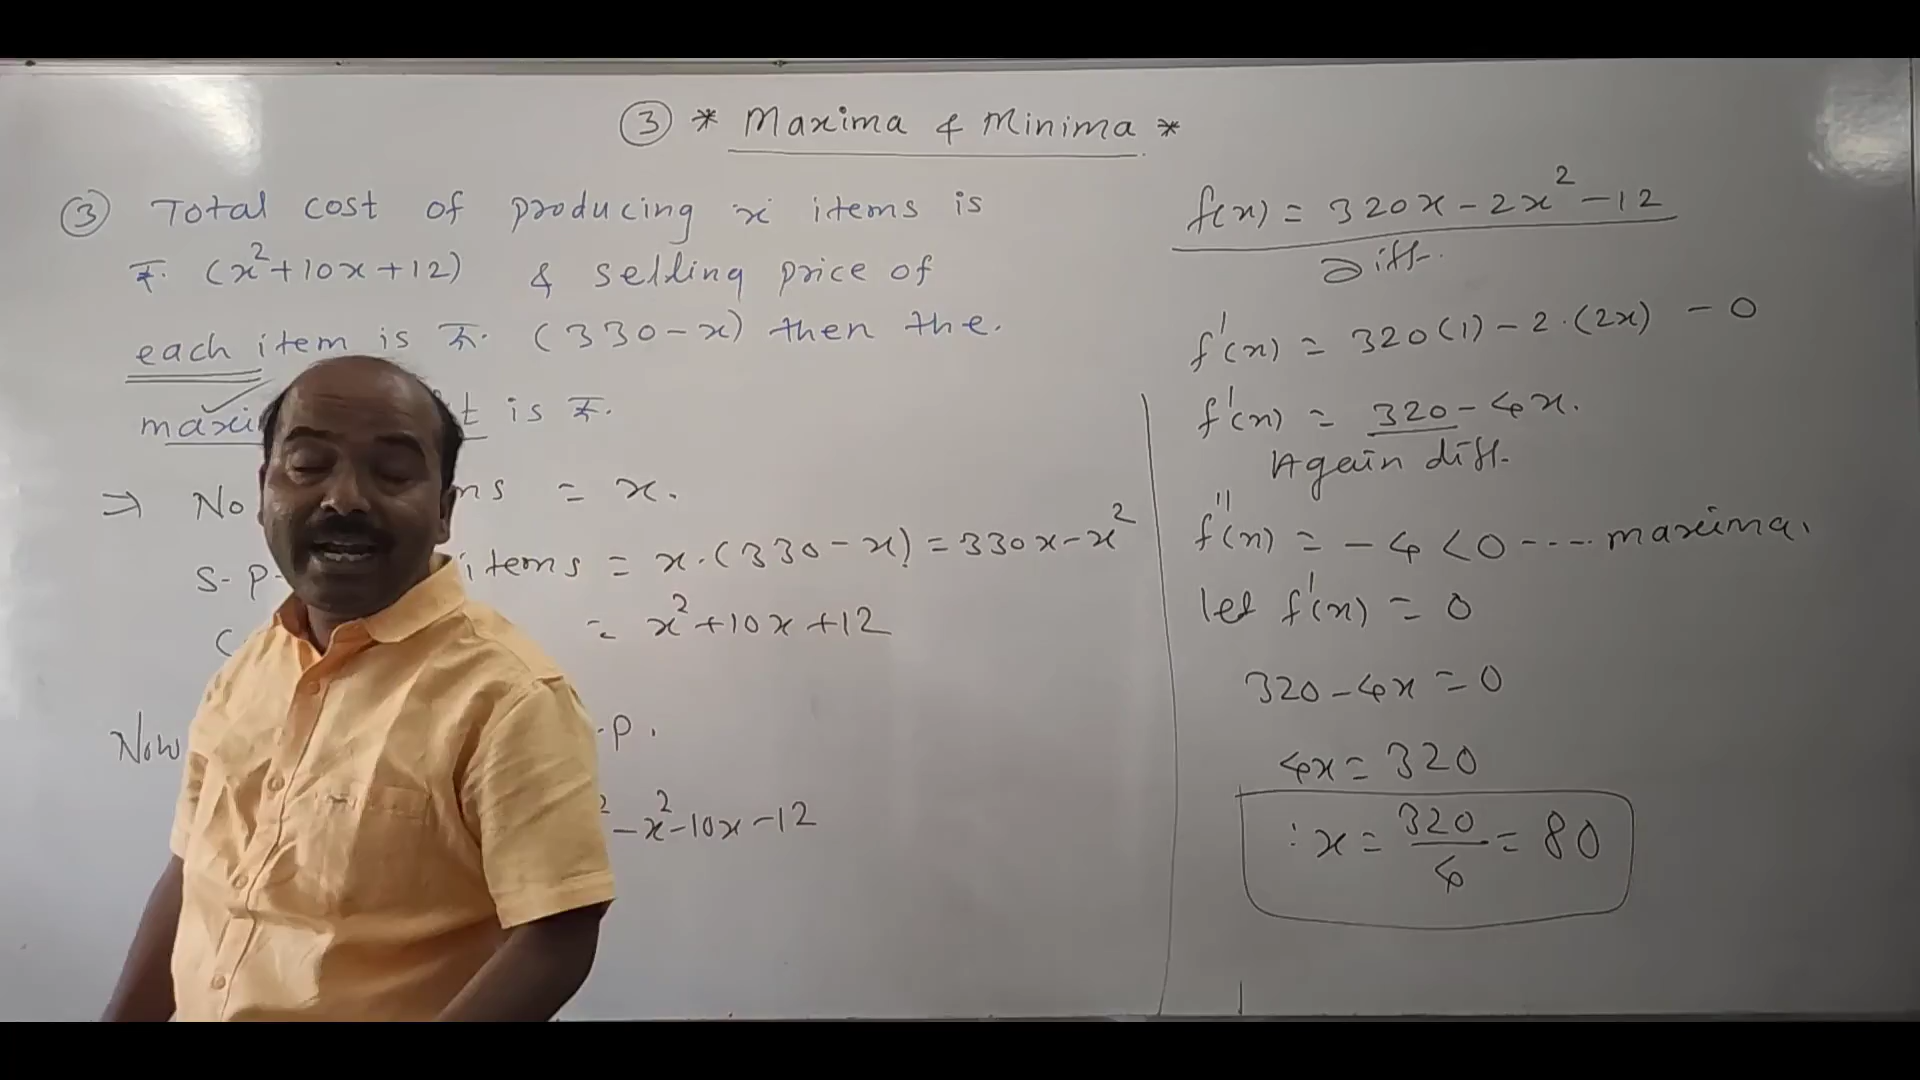 ③ * Maxima & Minima *
③ Total cost of producing x items is
₹. (x²+10x+12) & selling price of
each item is ₹. (330-x) then the.
is ₹.
⇒ No = x.
S.P. items = x.(330-x) = 330x-x²
= x²+10x+12
Now .P.
-x²-10x-12
f(x) = 320x-2x²-12
Diff.
f'(x) = 320(1)-2.(2x) -0
f'(x) = 320-4x.
Again diff.
f''(x) = -4<0---- maxima.
let f'(x) = 0
320-4x=0
4x=320
∴x=320/4=80